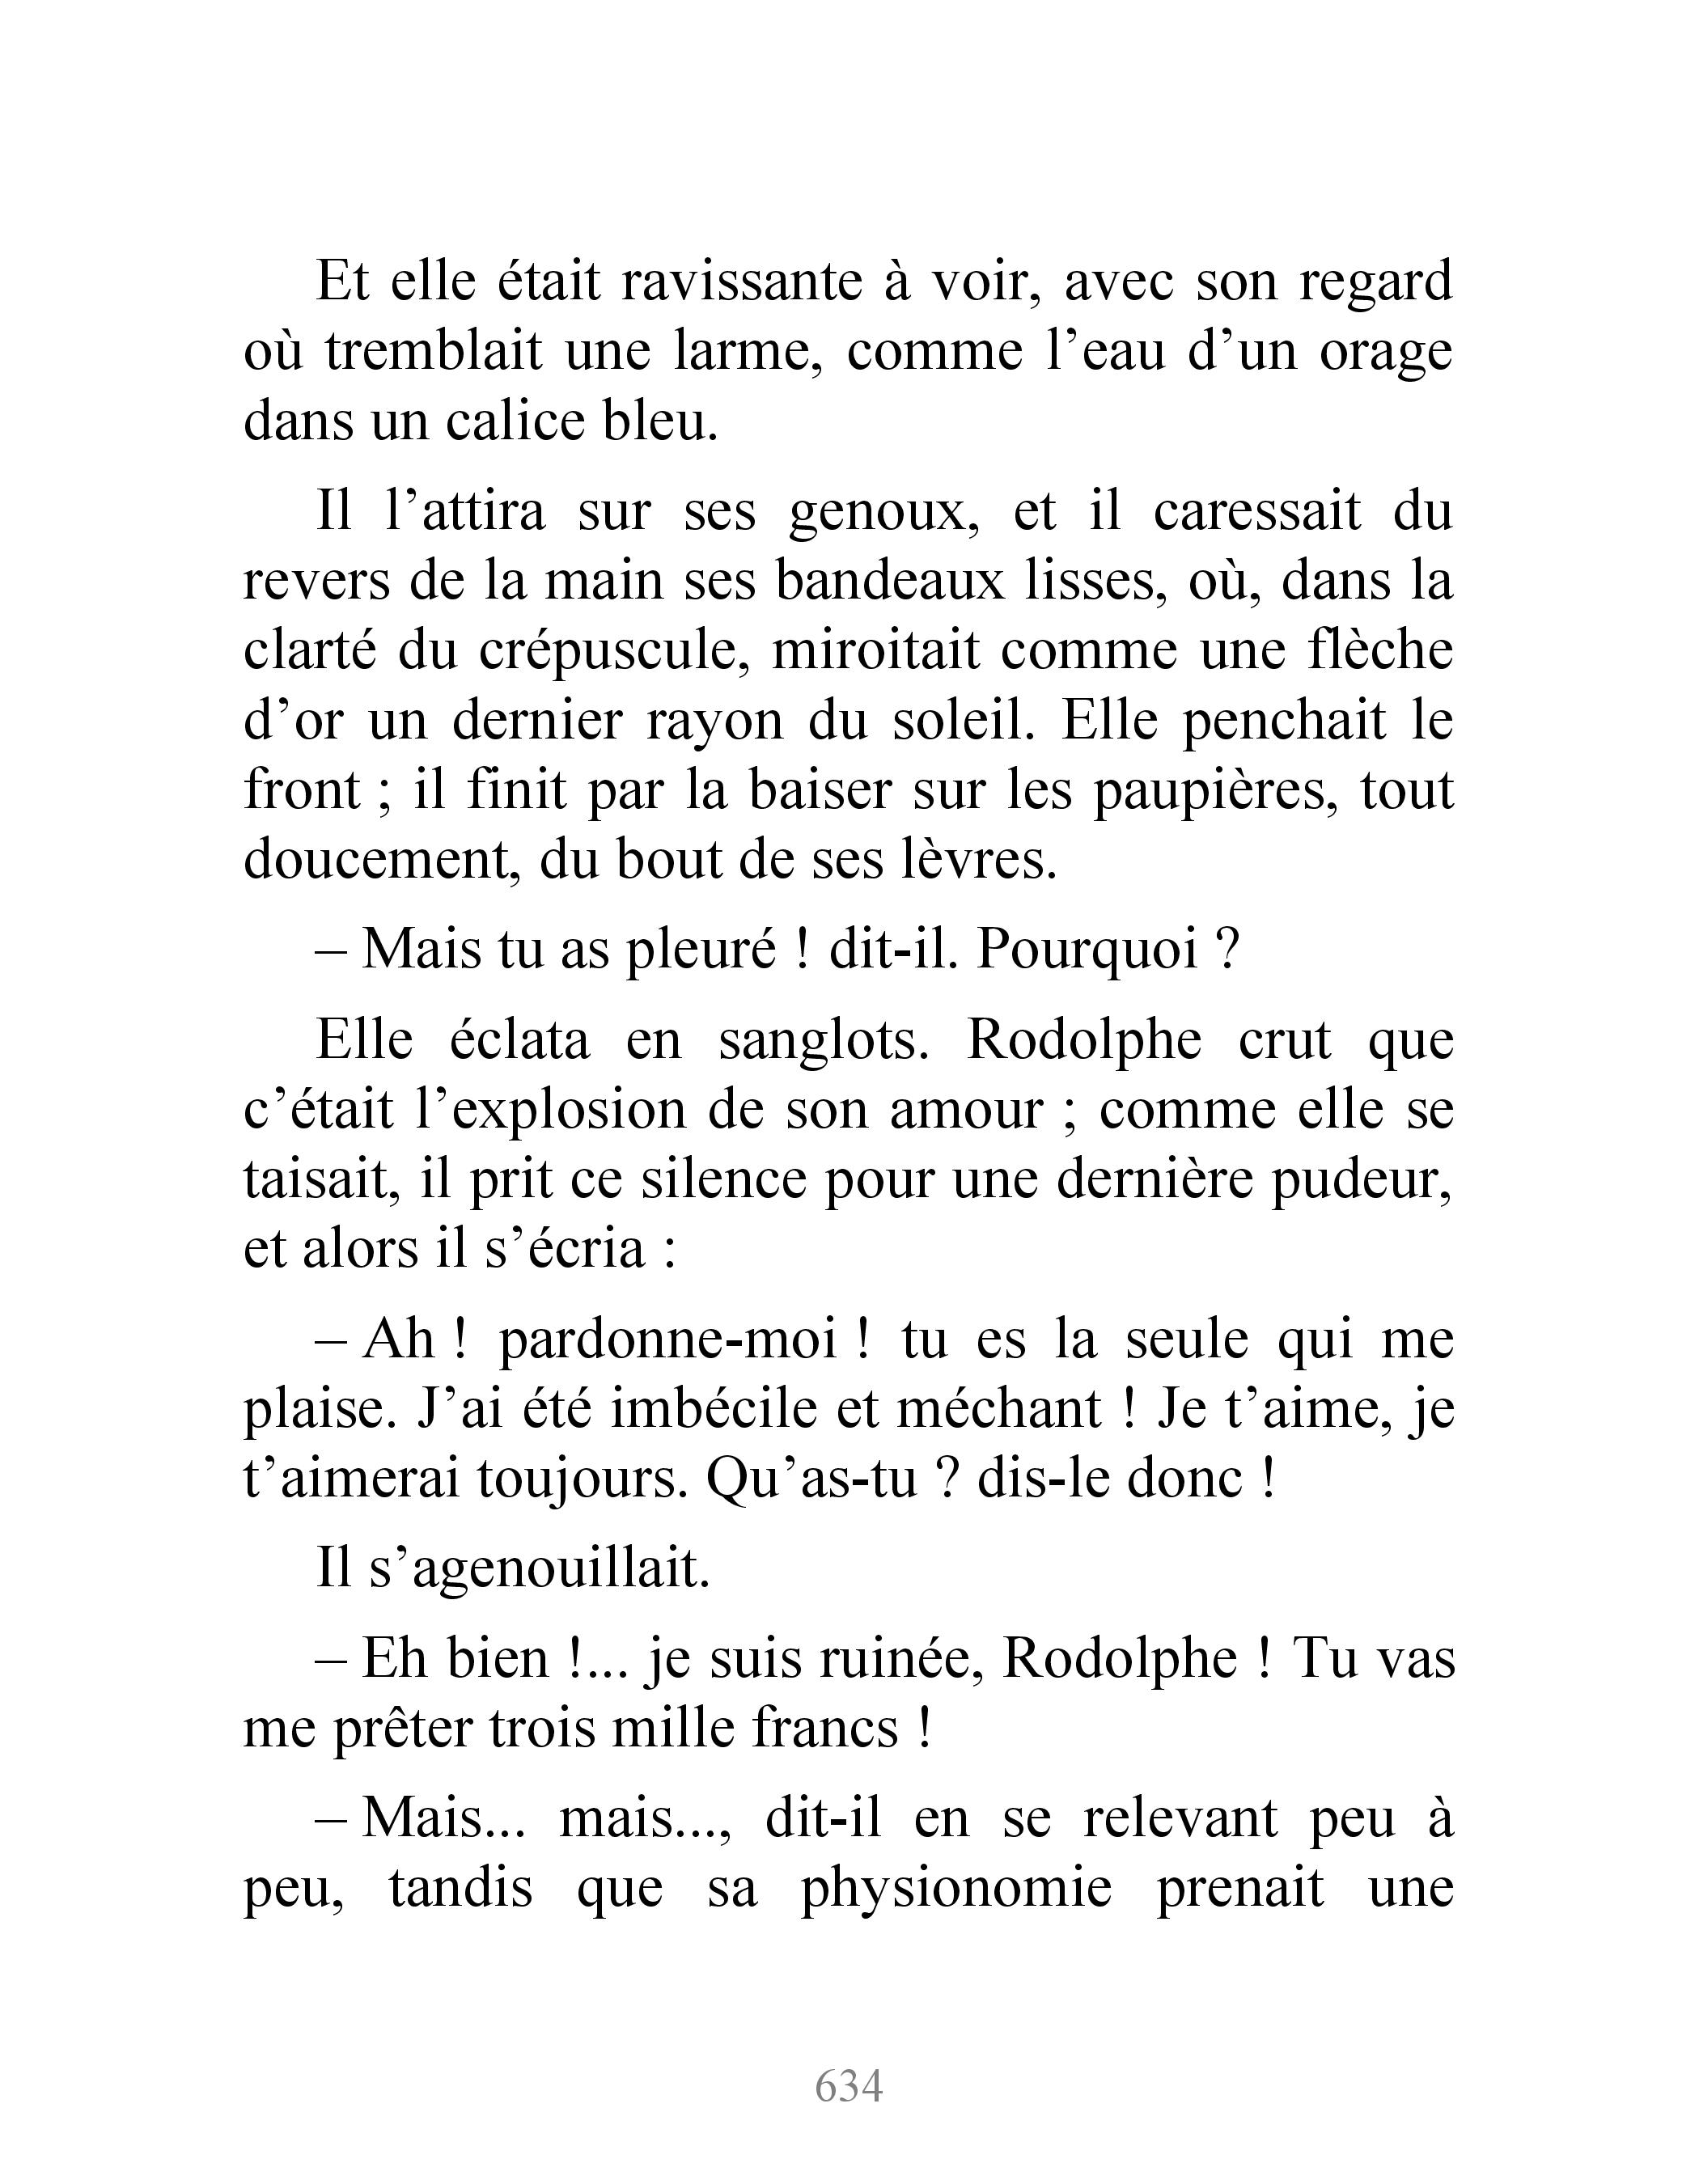 Et elle était ravissante à voir, avec son regard
où tremblait une larme, comme l’eau d’un orage
dans un calice bleu.
Il l’attira sur ses genoux, et il caressait du
revers de la main ses bandeaux lisses, où, dans la
clarté du crépuscule, miroitait comme une flèche
d’or un dernier rayon du soleil. Elle penchait le
front ; il finit par la baiser sur les paupières, tout
doucement, du bout de ses lèvres.
– Mais tu as pleuré ! dit-il. Pourquoi ?
Elle éclata en sanglots. Rodolphe crut que
c’était l’explosion de son amour ; comme elle se
taisait, il prit ce silence pour une dernière pudeur,
et alors il s’écria :
– Ah ! pardonne-moi ! tu es la seule qui me
plaise. J’ai été imbécile et méchant ! Je t’aime, je
t’aimerai toujours. Qu’as-tu ? dis-le donc !
Il s’agenouillait.
– Eh bien !... je suis ruinée, Rodolphe ! Tu vas
me prêter trois mille francs !
– Mais... mais..., dit-il en se relevant peu à
peu, tandis que sa physionomie prenait une
634